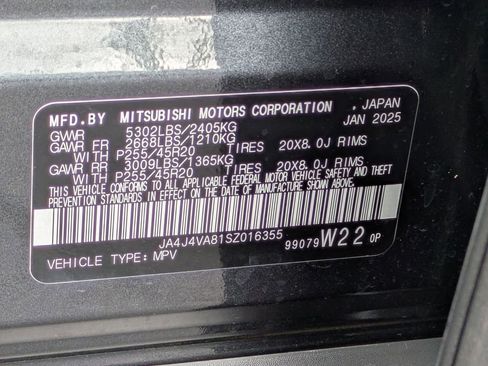 MFD.BY MITSUBISHI MOTORS CORPORATION , JAPAN
GVWR 5302LBS/2405KG JAN 2025
GAWR FR 2668LBS/1210KG
WITH P255/45R20 TIRES 20X8.0J RIMS
GAWR RR 3009LBS/1365KG
WITH P255/45R20 TIRES 20X8.0J RIMS
THIS VEHICLE CONFORMS TO ALL APPLICABLE FEDERAL MOTOR VEHICLE SAFETY AND THEFT
PREVENTION STANDARDS IN EFFECT ON THE DATE OF MANUFACTURE SHOWN ABOVE.
JA4J4VA81SZ016355
99079 W22 0P
VEHICLE TYPE: MPV